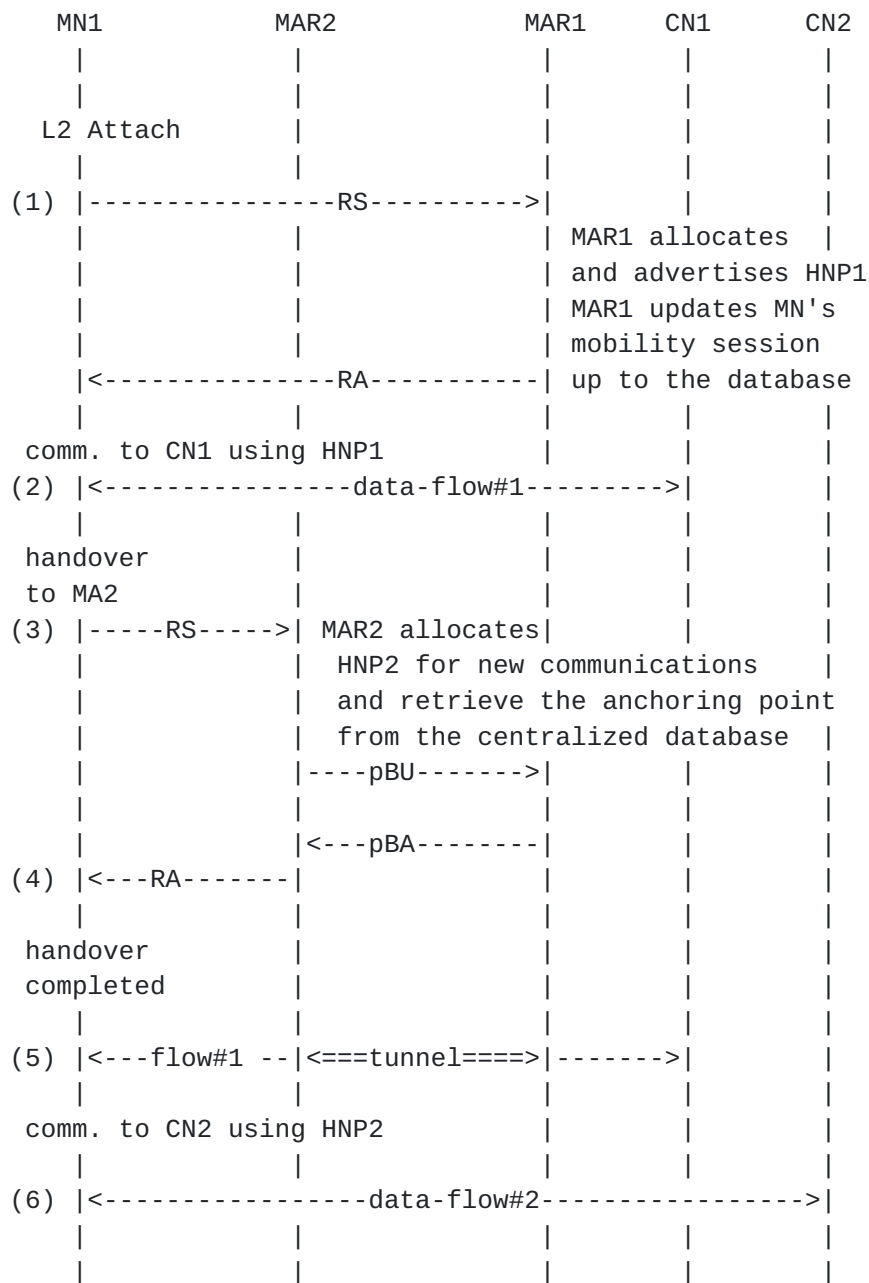 MN1 MAR2 MAR1 CN1 CN2
| | | | |
| | | | |
L2 Attach | | | |
| | | | |
(1) |----------------RS---------->| | |
| | | MAR1 allocates |
| | | and advertises HNP1
| | | MAR1 updates MN's
| | | mobility session
|<---------------RA-----------| up to the database
| | | | |
comm. to CN1 using HNP1 | | |
(2) |<----------------data-flow#1--------->| |
| | | | |
handover | | | |
to MA2 | | | |
(3) |-----RS----->| MAR2 allocates| | |
| | HNP2 for new communications |
| | and retrieve the anchoring point
| | from the centralized database |
| |----pBU------->| | |
| | | | |
| |<---pBA--------| | |
(4) |<---RA-------| | | |
| | | | |
handover | | | |
completed | | | |
| | | | |
(5) |<---flow#1 --|<===tunnel====>|------->| |
| | | | |
comm. to CN2 using HNP2 | | |
| | | | |
(6) |<-----------------data-flow#2----------------->|
| | | | |
| | | | |